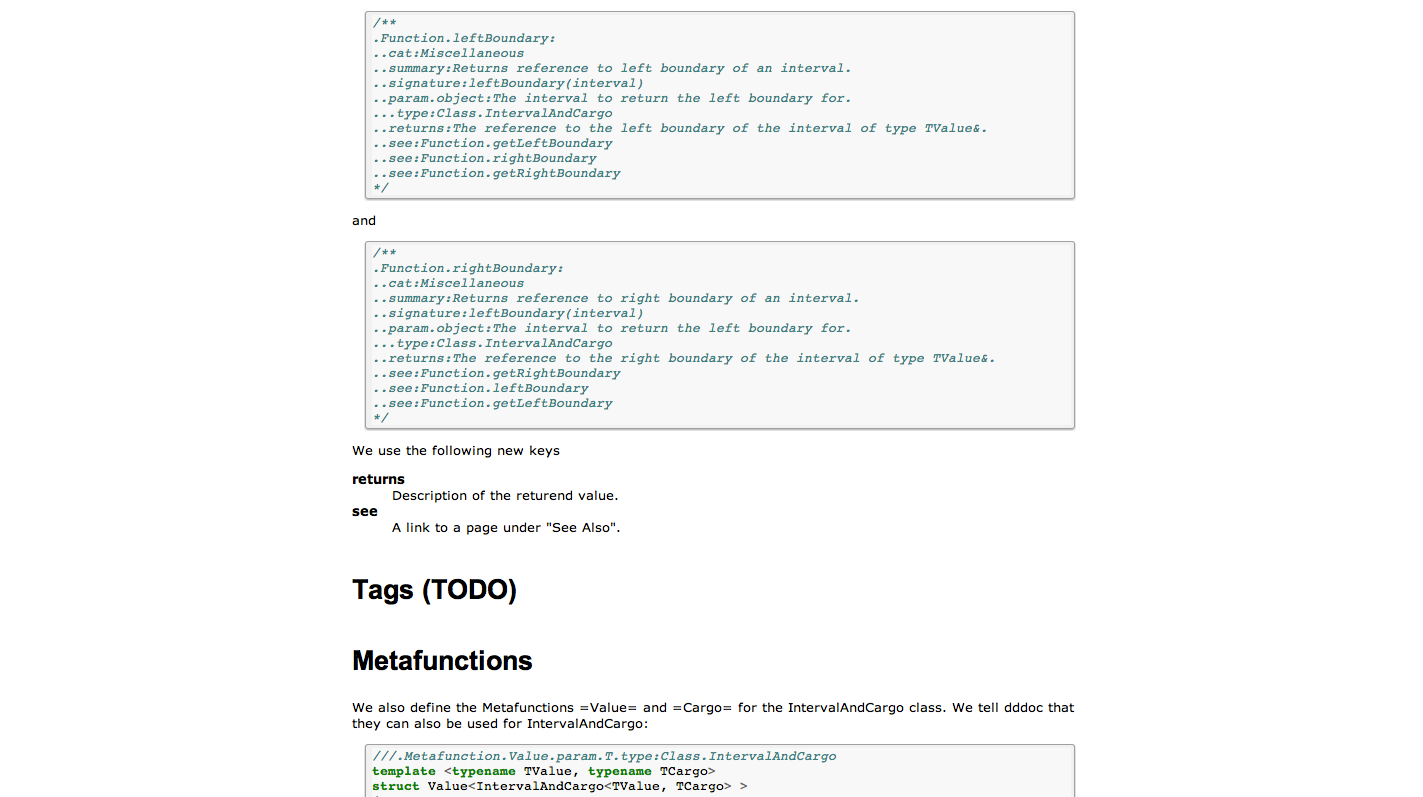 /**
.Function.leftBoundary:
..cat:Miscellaneous
..summary:Returns reference to left boundary of an interval.
..signature:leftBoundary(interval)
..param.object:The interval to return the left boundary for.
...type:Class.IntervalAndCargo
..returns:The reference to the left boundary of the interval of type TValue&.
..see:Function.getLeftBoundary
..see:Function.rightBoundary
..see:Function.getRightBoundary
*/
and
/**
.Function.rightBoundary:
..cat:Miscellaneous
..summary:Returns reference to right boundary of an interval.
..signature:leftBoundary(interval)
..param.object:The interval to return the left boundary for.
...type:Class.IntervalAndCargo
..returns:The reference to the right boundary of the interval of type TValue&.
..see:Function.getRightBoundary
..see:Function.leftBoundary
..see:Function.getLeftBoundary
*/
We use the following new keys
returns
Description of the returend value.
see
A link to a page under "See Also".
Tags (TODO)
Metafunctions
We also define the Metafunctions =Value= and =Cargo= for the IntervalAndCargo class. We tell dddoc that
they can also be used for IntervalAndCargo:
///.Metafunction.Value.param.T.type:Class.IntervalAndCargo
template <typename TValue, typename TCargo>
struct Value<IntervalAndCargo<TValue, TCargo> >